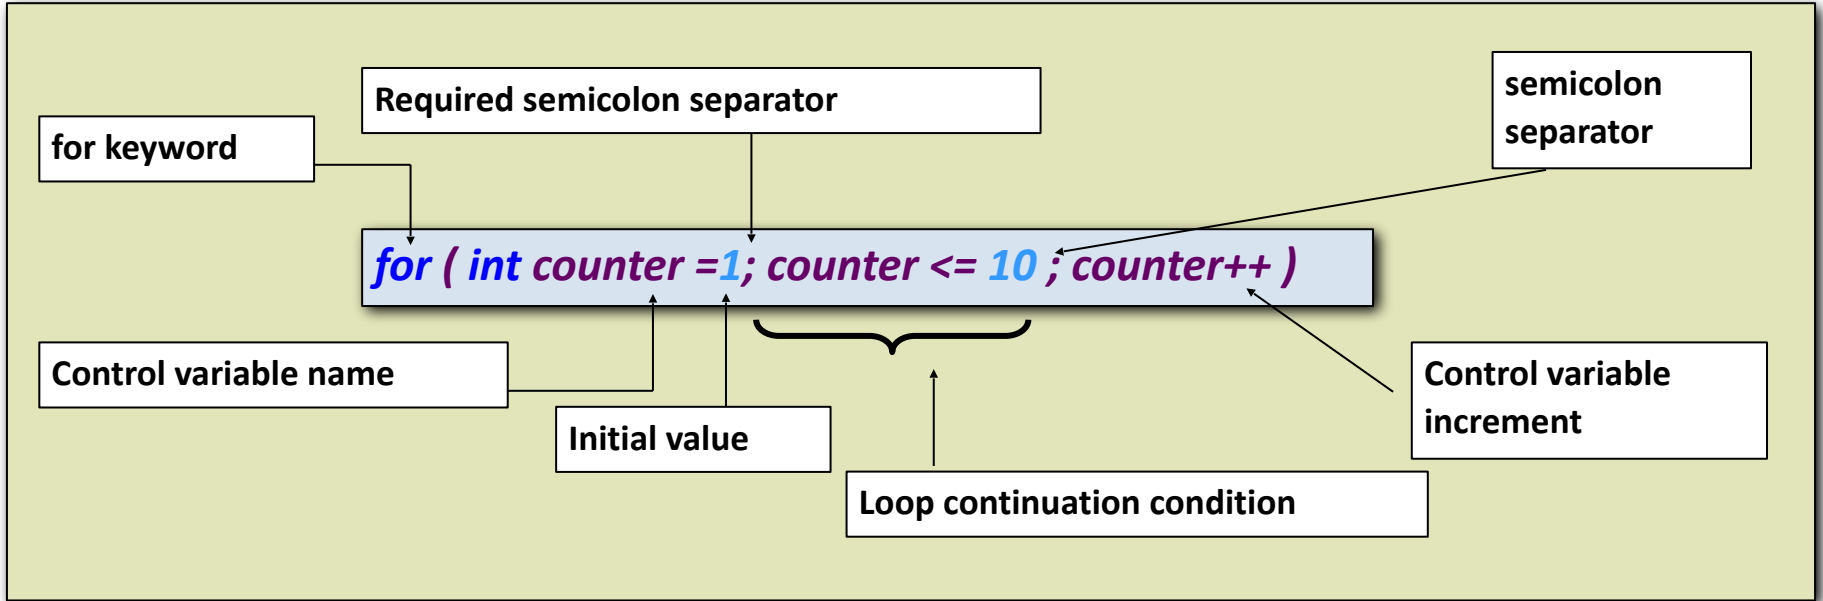 Required semicolon separator
semicolon
separator
for keyword
for ( int counter =1; counter <= 10 ; counter++ )
Control variable name
Control variable
increment
Initial value
Loop continuation condition